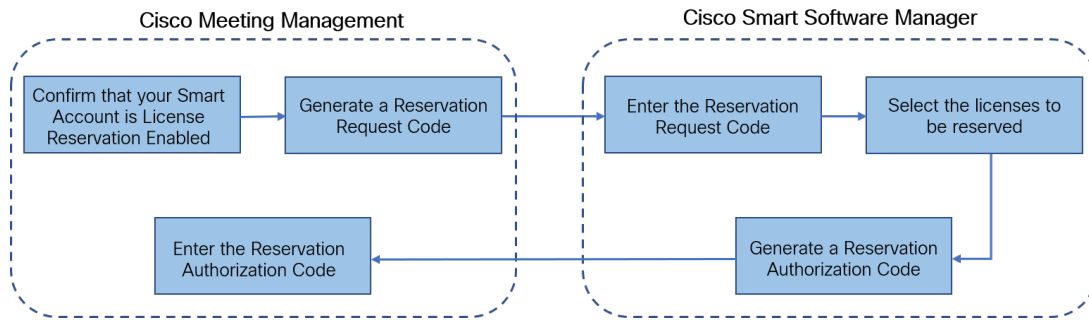 Cisco Meeting Management
Cisco Smart Software Manager
Confirm that your Smart
Account is License
Reservation Enabled
Generate a Reservation
Request Code
Enter the Reservation
Request Code
Select the licenses to
be reserved
Generate a Reservation
Authorization Code
Enter the Reservation
Authorization Code